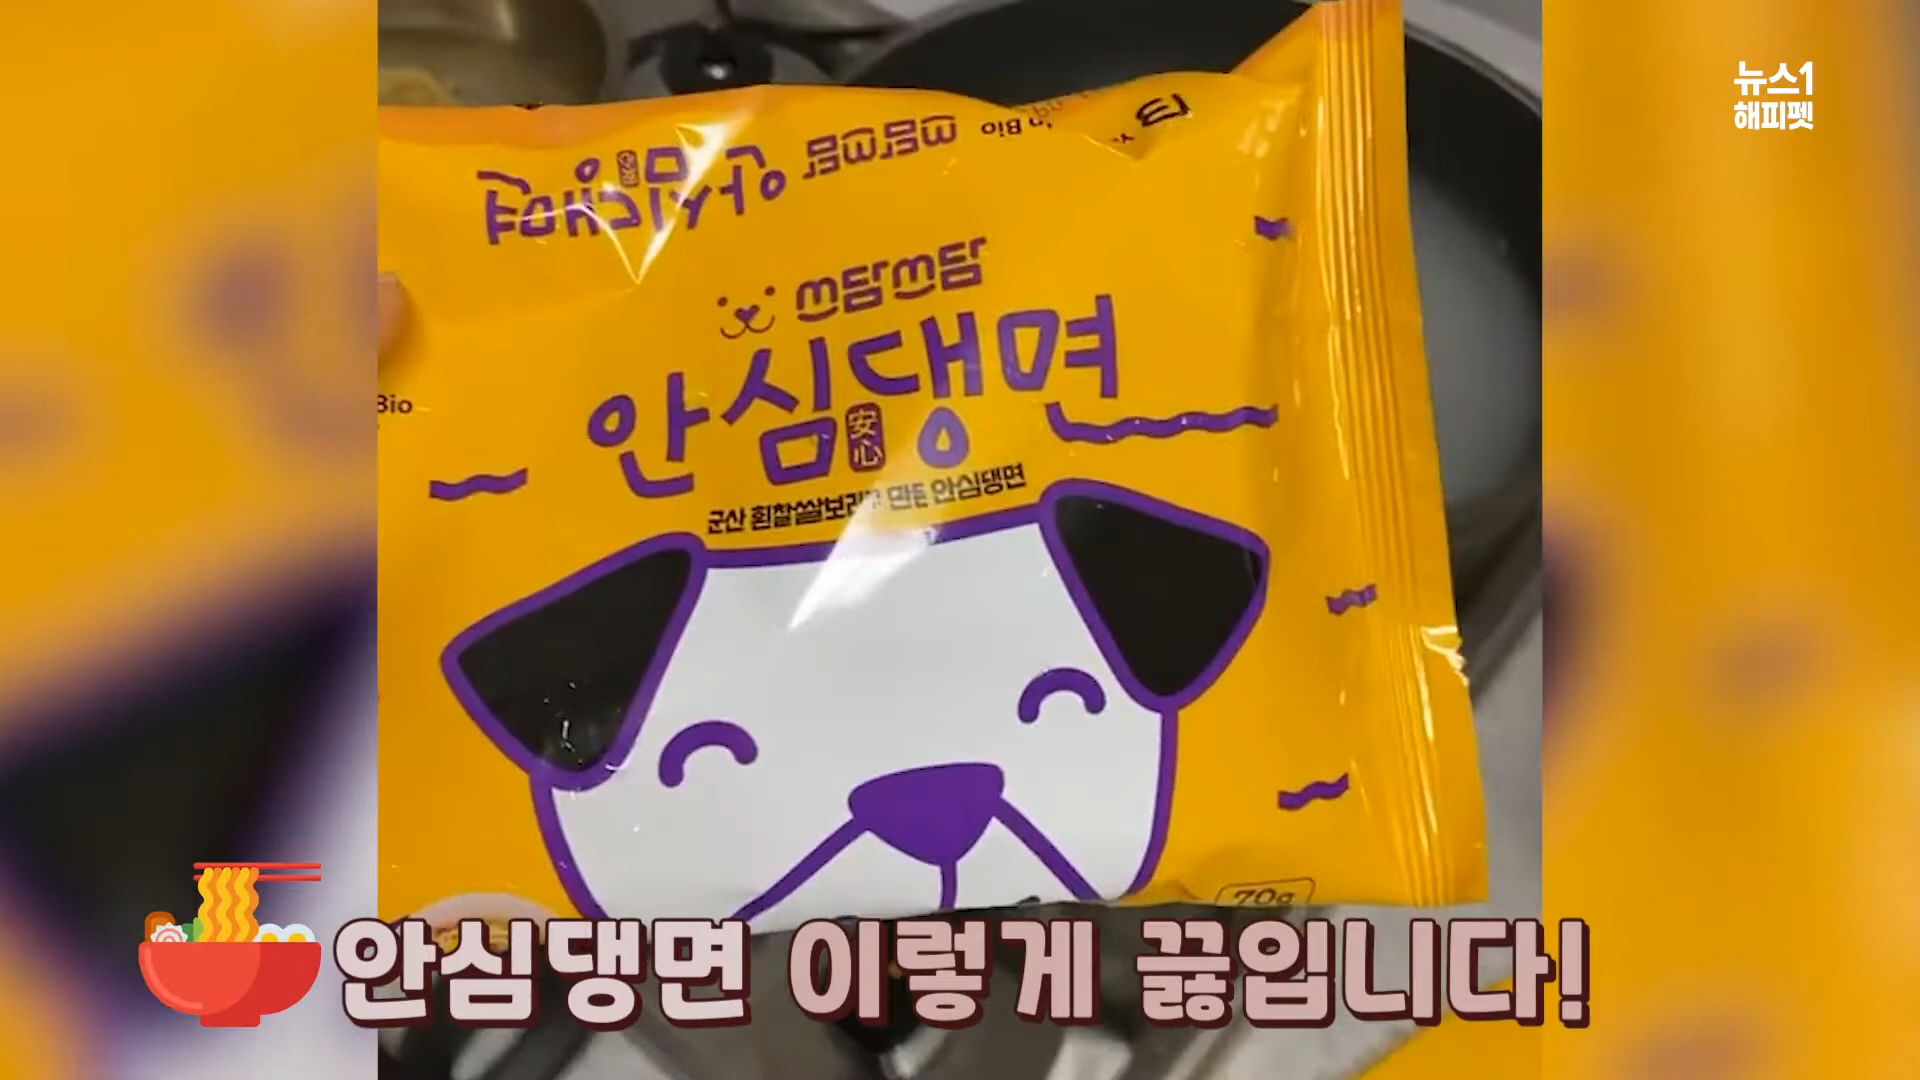 뉴스1
해피펫
쓰담쓰담
안심댕면
安心
군산 흰찰쌀보리로 만든 안심댕면
Bio
70g
안심댕면 이렇게 끓입니다!